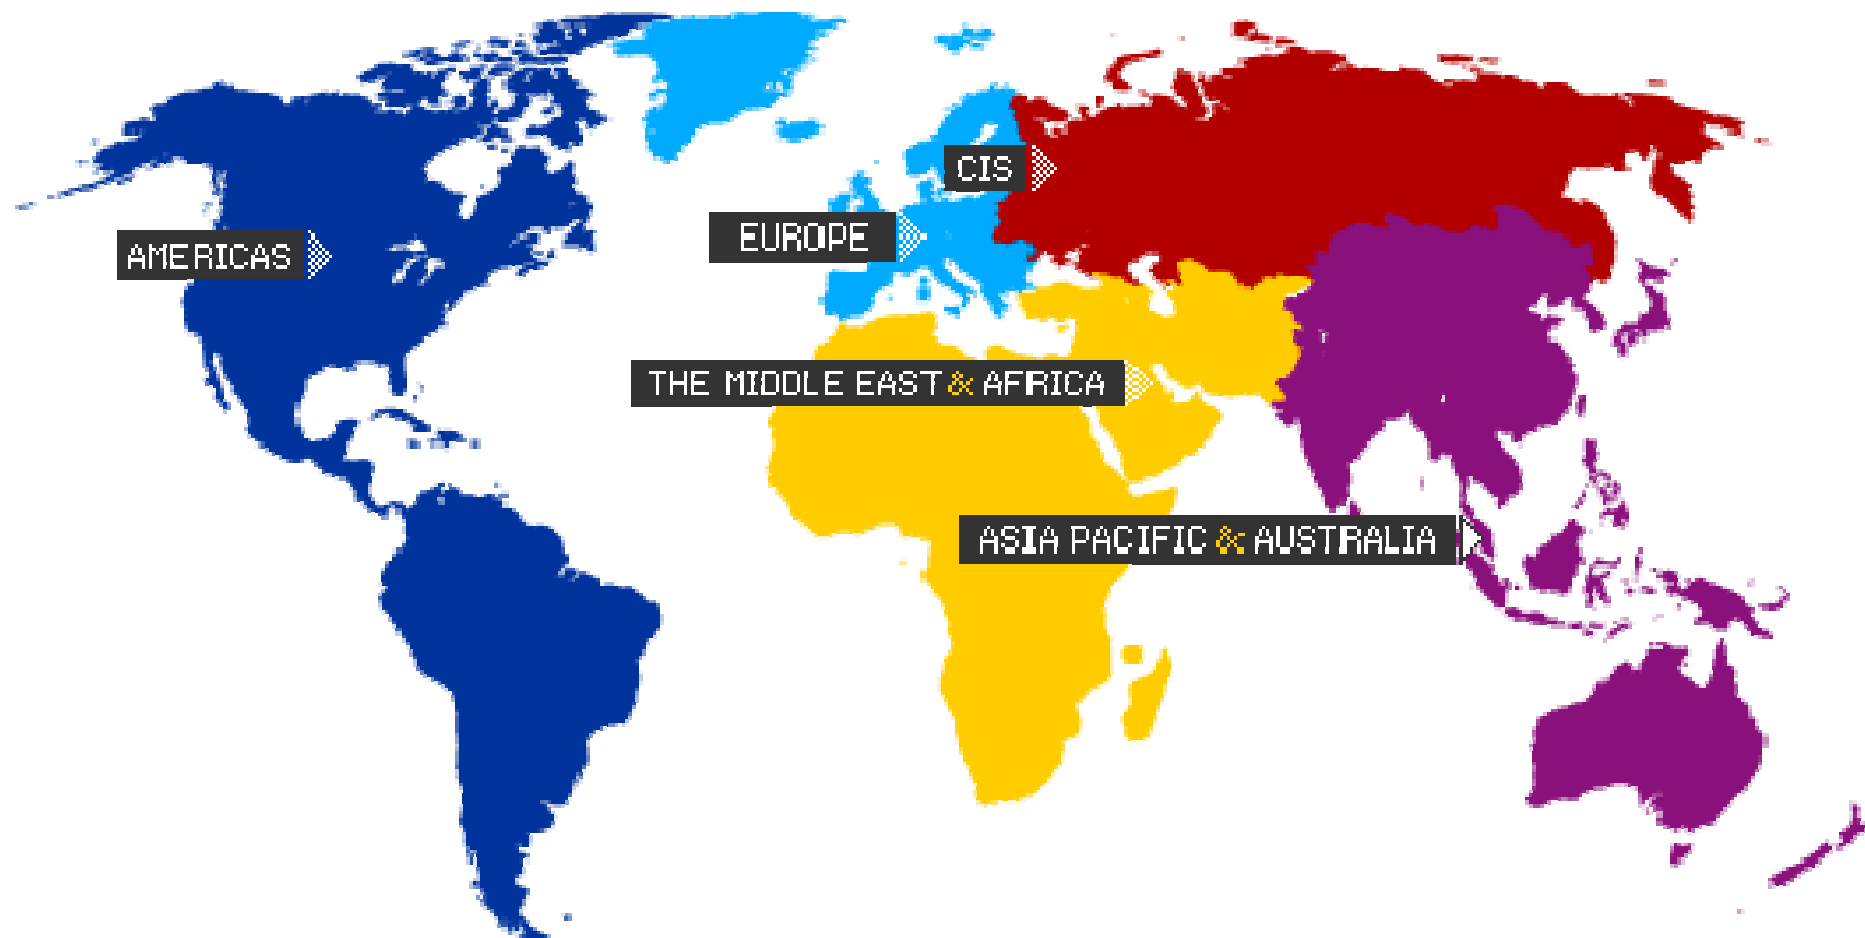 CIS
EUROPE
AMERICAS
THE MIDDLE EAST & AFRICA
ASIA PACIFIC & AUSTRALIA